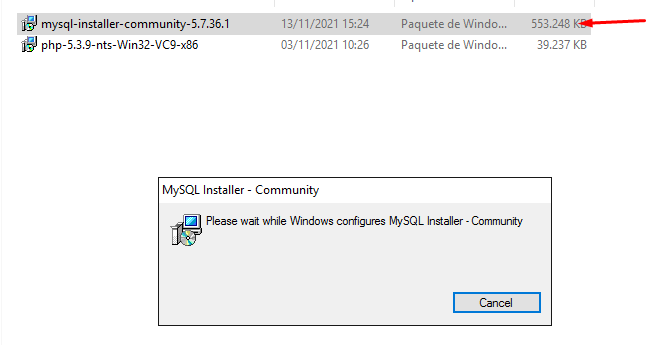 mysql-installer-community-5.7.36.1 13/11/2021 15:24 Paquete de Windo... 553.248 KB
php-5.3.9-nts-Win32-VC9-x86 03/11/2021 10:26 Paquete de Windo... 39.237 KB
MySQL Installer - Community
Please wait while Windows configures MySQL Installer - Community
Cancel